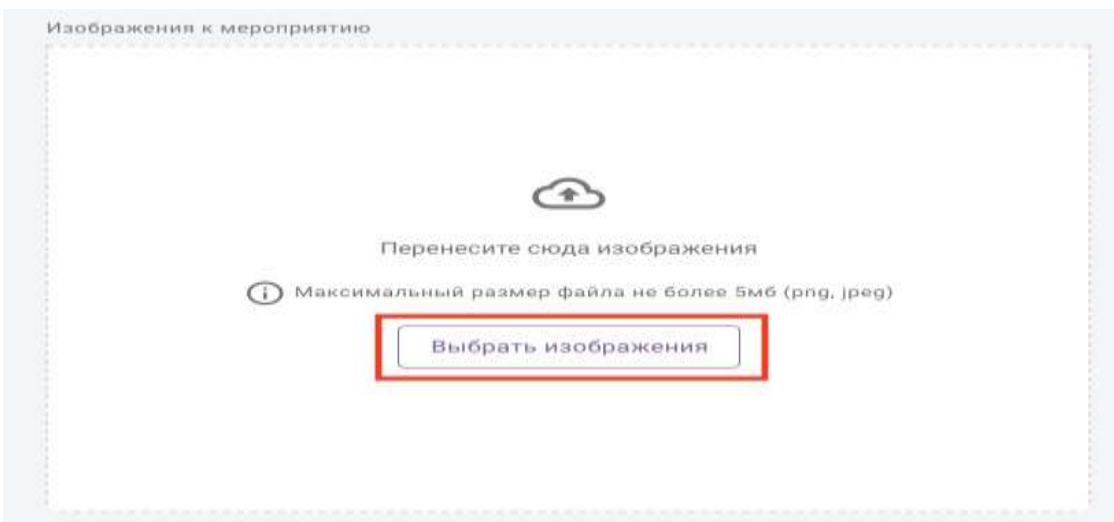 Изображения к мероприятию
Перенесите сюда изображения
Максимальный размер файла не более 5мб (png, jpeg)
Выбрать изображения